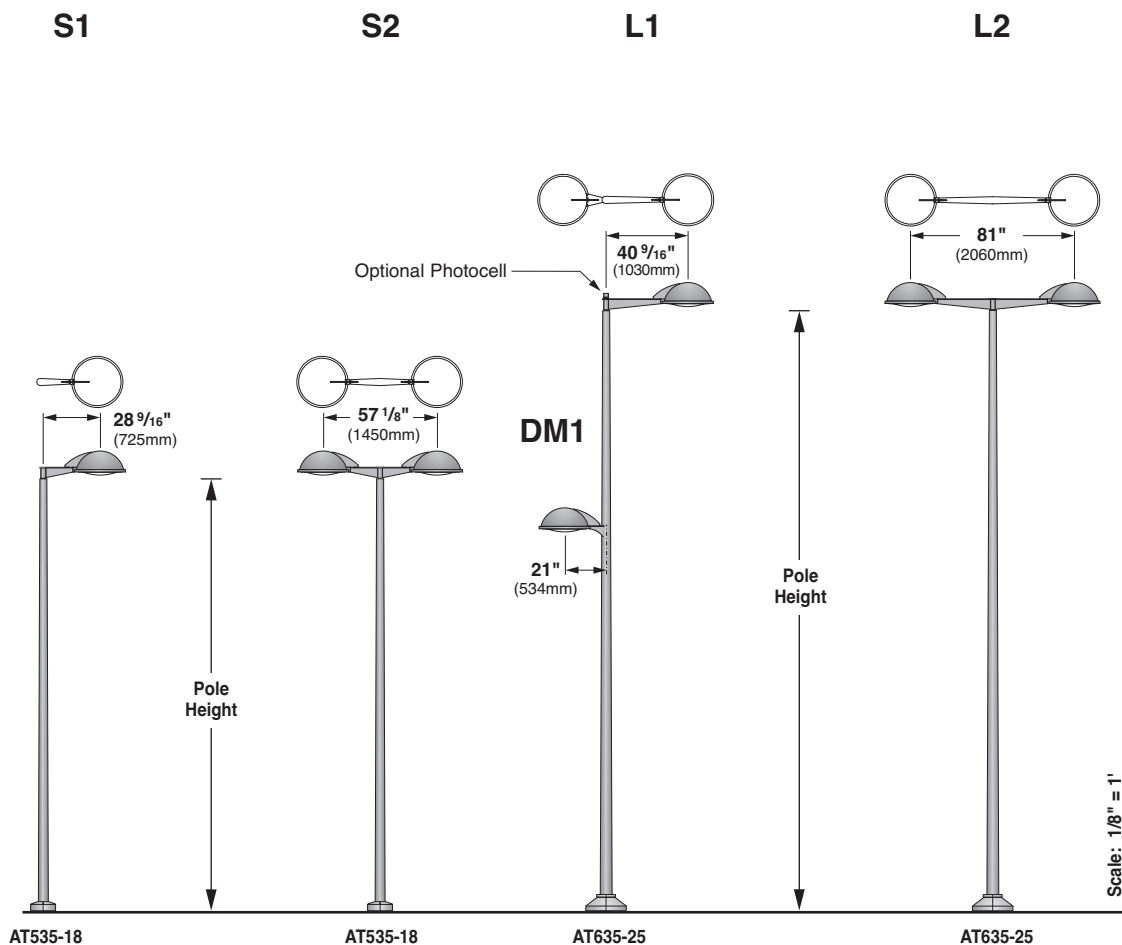 S1
S2
L1
L2
40 9/16"
(1030mm)
81"
(2060mm)
Optional Photocell
28 9/16"
(725mm)
57 1/8"
(1450mm)
DM1
21"
(534mm)
Pole
Height
Pole
Height
Scale: 1/8" = 1'
AT535-18
AT535-18
AT635-25
AT635-25